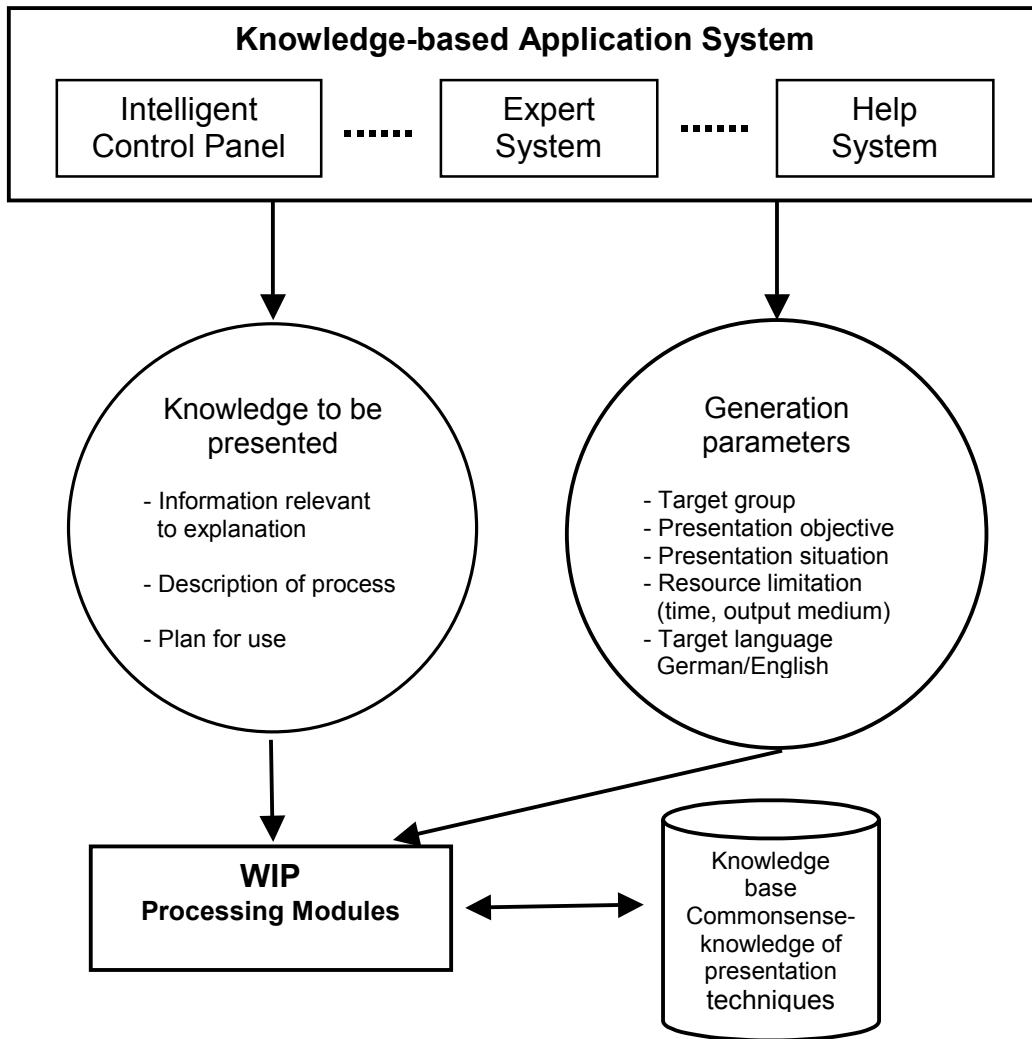 Knowledge-based Application System
Intelligent
Control Panel
Expert
System
Help
System
Knowledge to be
presented
- Information relevant
to explanation
- Description of process
- Plan for use
Generation
parameters
- Target group
- Presentation objective
- Presentation situation
- Resource limitation
(time, output medium)
- Target language
German/English
WIP
Processing Modules
Knowledge
base
Commonsense-
knowledge of
presentation
techniques